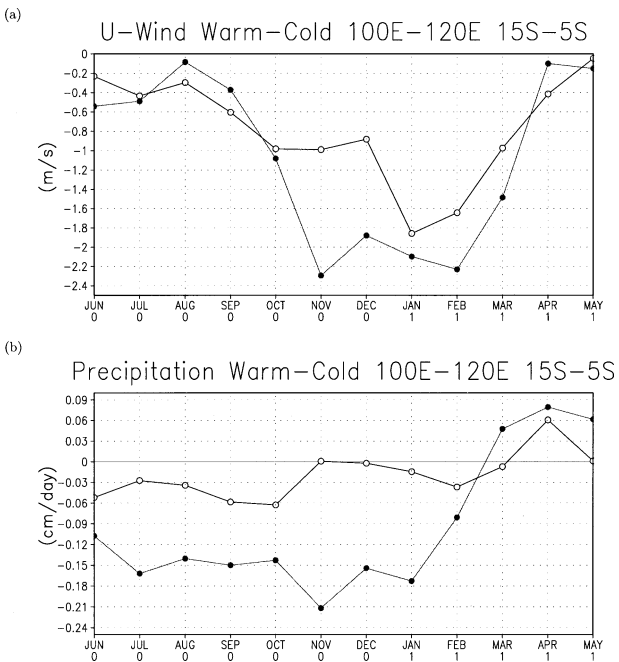 (a)
U-Wind Warm-Cold 100E-120E 15S-5S
(m/s)
0
-0.2
-0.4
-0.6
-0.8
-1
-1.2
-1.4
-1.6
-1.8
-2
-2.2
-2.4
JUN JUL AUG SEP OCT NOV DEC JAN FEB MAR APR MAY
0 0 0 0 0 0 0 1 1 1 1 1
(b)
Precipitation Warm-Cold 100E-120E 15S-5S
(cm/day)
0.09
0.06
0.03
0
-0.03
-0.06
-0.09
-0.12
-0.15
-0.18
-0.21
-0.24
JUN JUL AUG SEP OCT NOV DEC JAN FEB MAR APR MAY
0 0 0 0 0 0 0 1 1 1 1 1